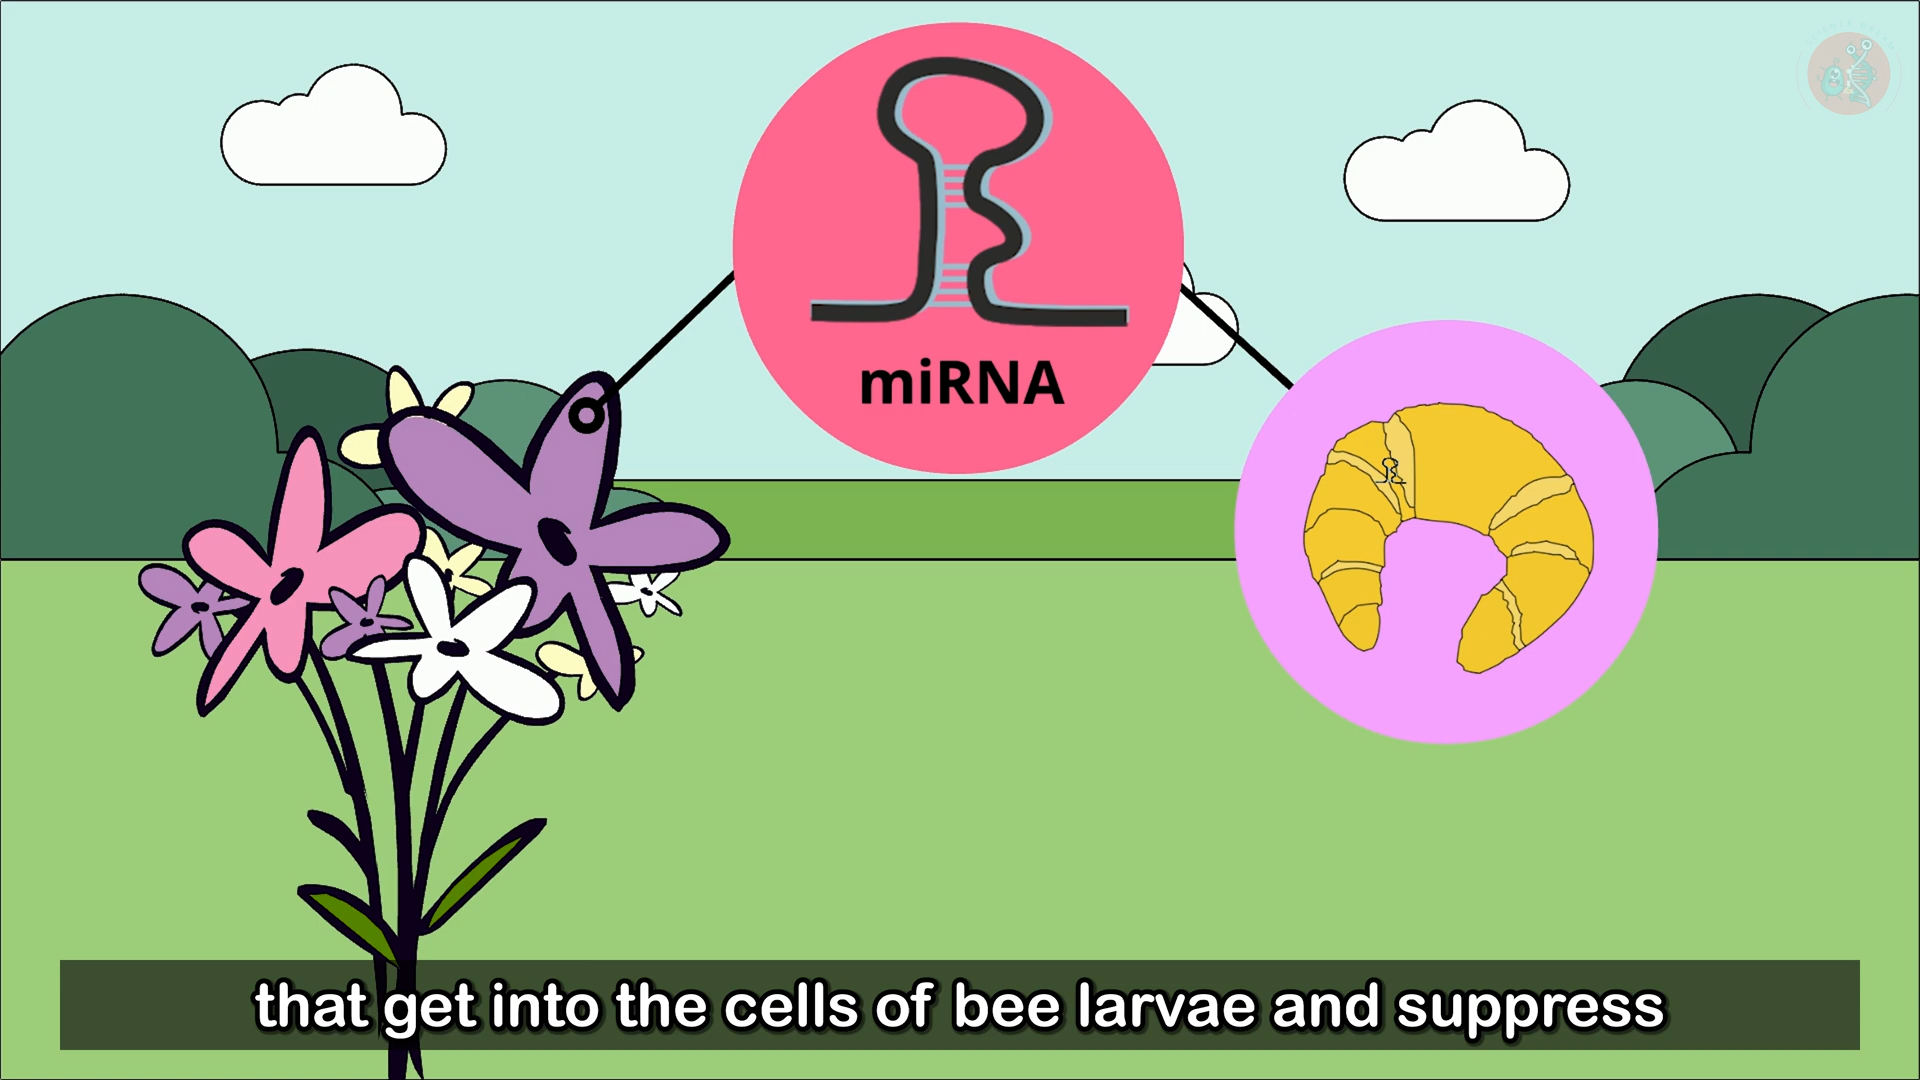 miRNA
that get into the cells of bee larvae and suppress